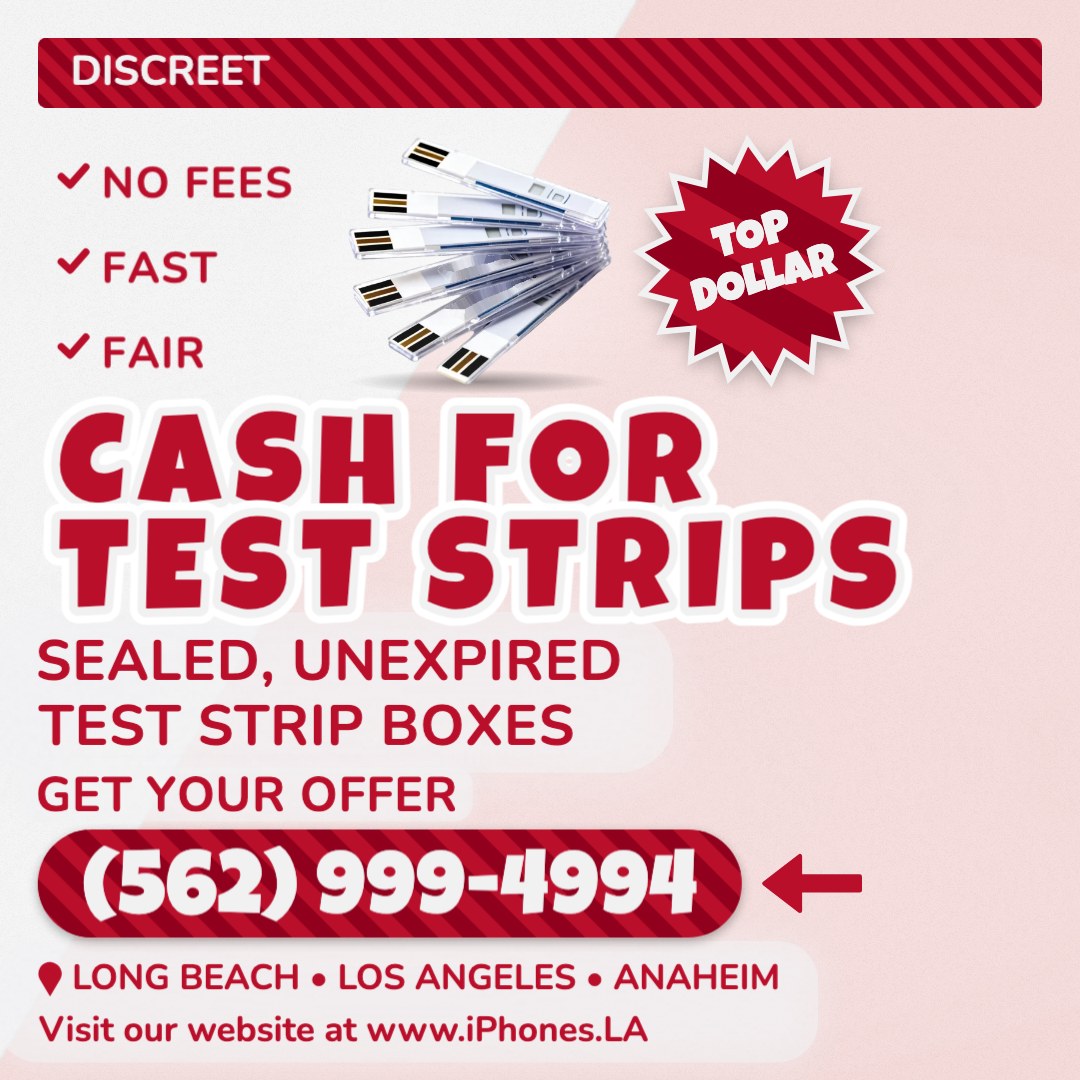 DISCREET
NO FEES
FAST
FAIR
TOP
DOLLAR
CASH FOR
TEST STRIPS
SEALED, UNEXPIRED
TEST STRIP BOXES
GET YOUR OFFER
(562) 999-4994
LONG BEACH • LOS ANGELES • ANAHEIM
Visit our website at www.iPhones.LA